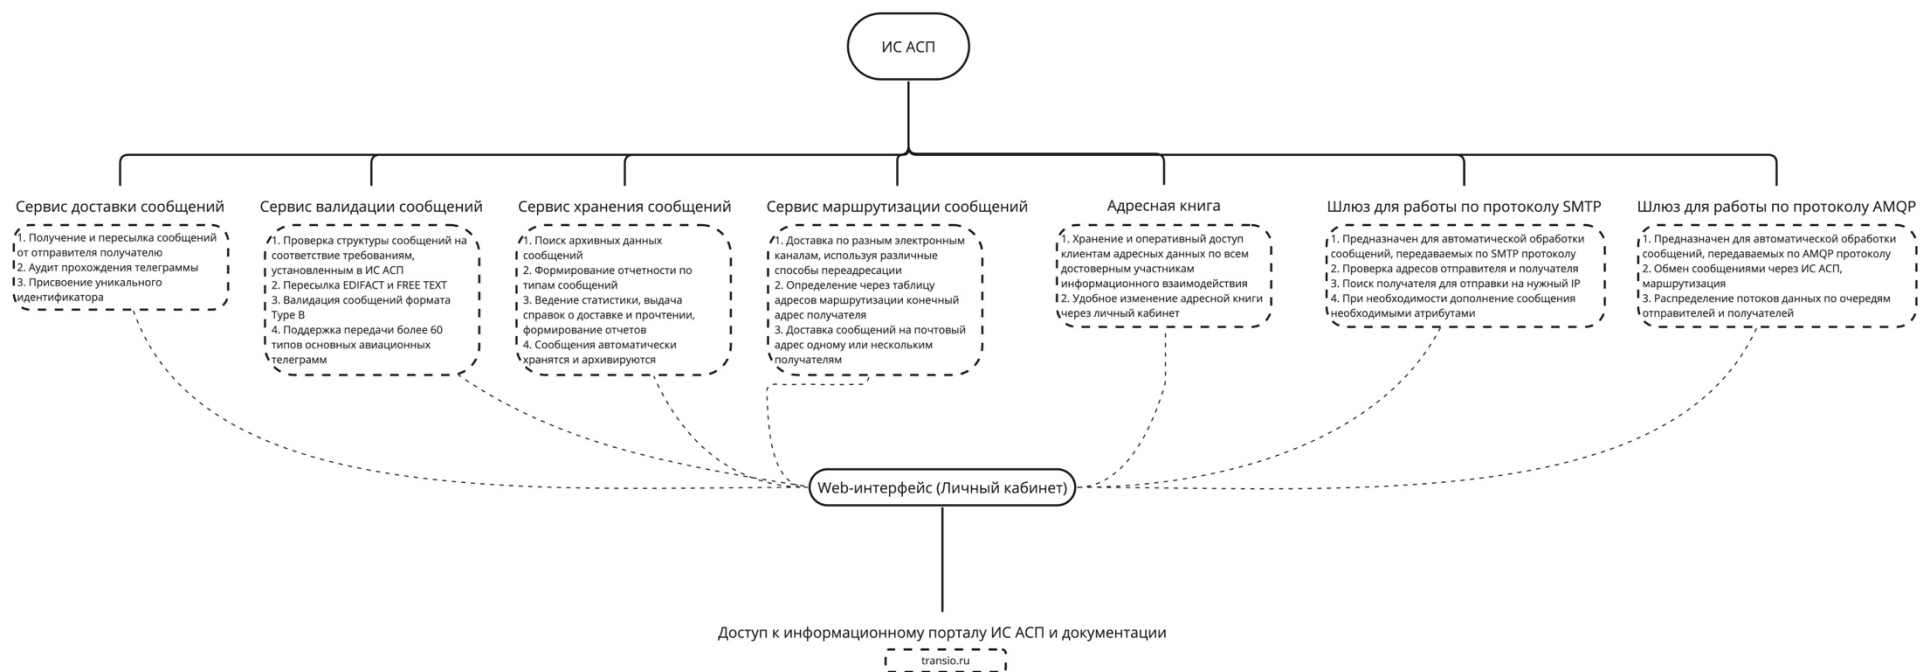 ИС АСП
Сервис доставки сообщений
1. Получение и пересылка сообщений
от отправителя получателю
2. Аудит прохождения телеграммы
3. Присвоение уникального
идентификатора
Сервис валидации сообщений
1. Проверка структуры сообщений на
соответствие требованиям,
установленным в ИС АСП
2. Пересылка EDIFACT и FREE TEXT
3. Валидация сообщений формата
Type B
4. Поддержка передачи более 60
типов основных авиационных
телеграмм
Сервис хранения сообщений
1. Поиск архивных данных
сообщений
2. Формирование отчетности по
типам сообщений
3. Ведение статистики, выдача
справок о доставке и прочтении,
формирование отчетов
4. Сообщения автоматически
хранятся и архивируются
Сервис маршрутизации сообщений
1. Доставка по разным электронным
каналам, используя различные
способы переадресации
2. Определение через таблицу
адресов маршрутизации конечный
адрес получателя
3. Доставка сообщений на почтовый
адрес одному или нескольким
получателям
Адресная книга
1. Хранение и оперативный доступ
клиентам адресных данных по всем
достоверным участникам
информационного взаимодействия
2. Удобное изменение адресной книги
через личный кабинет
Шлюз для работы по протоколу SMTP
1. Предназначен для автоматической обработки
сообщений, передаваемых по SMTP протоколу
2. Проверка адресов отправителя и получателя
3. Поиск получателя для отправки на нужный IP
4. При необходимости дополнение сообщения
необходимыми атрибутами
Шлюз для работы по протоколу AMQP
1. Предназначен для автоматической обработки
сообщений, передаваемых по AMQP протоколу
2. Обмен сообщениями через ИС АСП,
маршрутизация
3. Распределение потоков данных по очередям
отправителей и получателей
Web-интерфейс (Личный кабинет)
Доступ к информационному порталу ИС АСП и документации
transio.ru